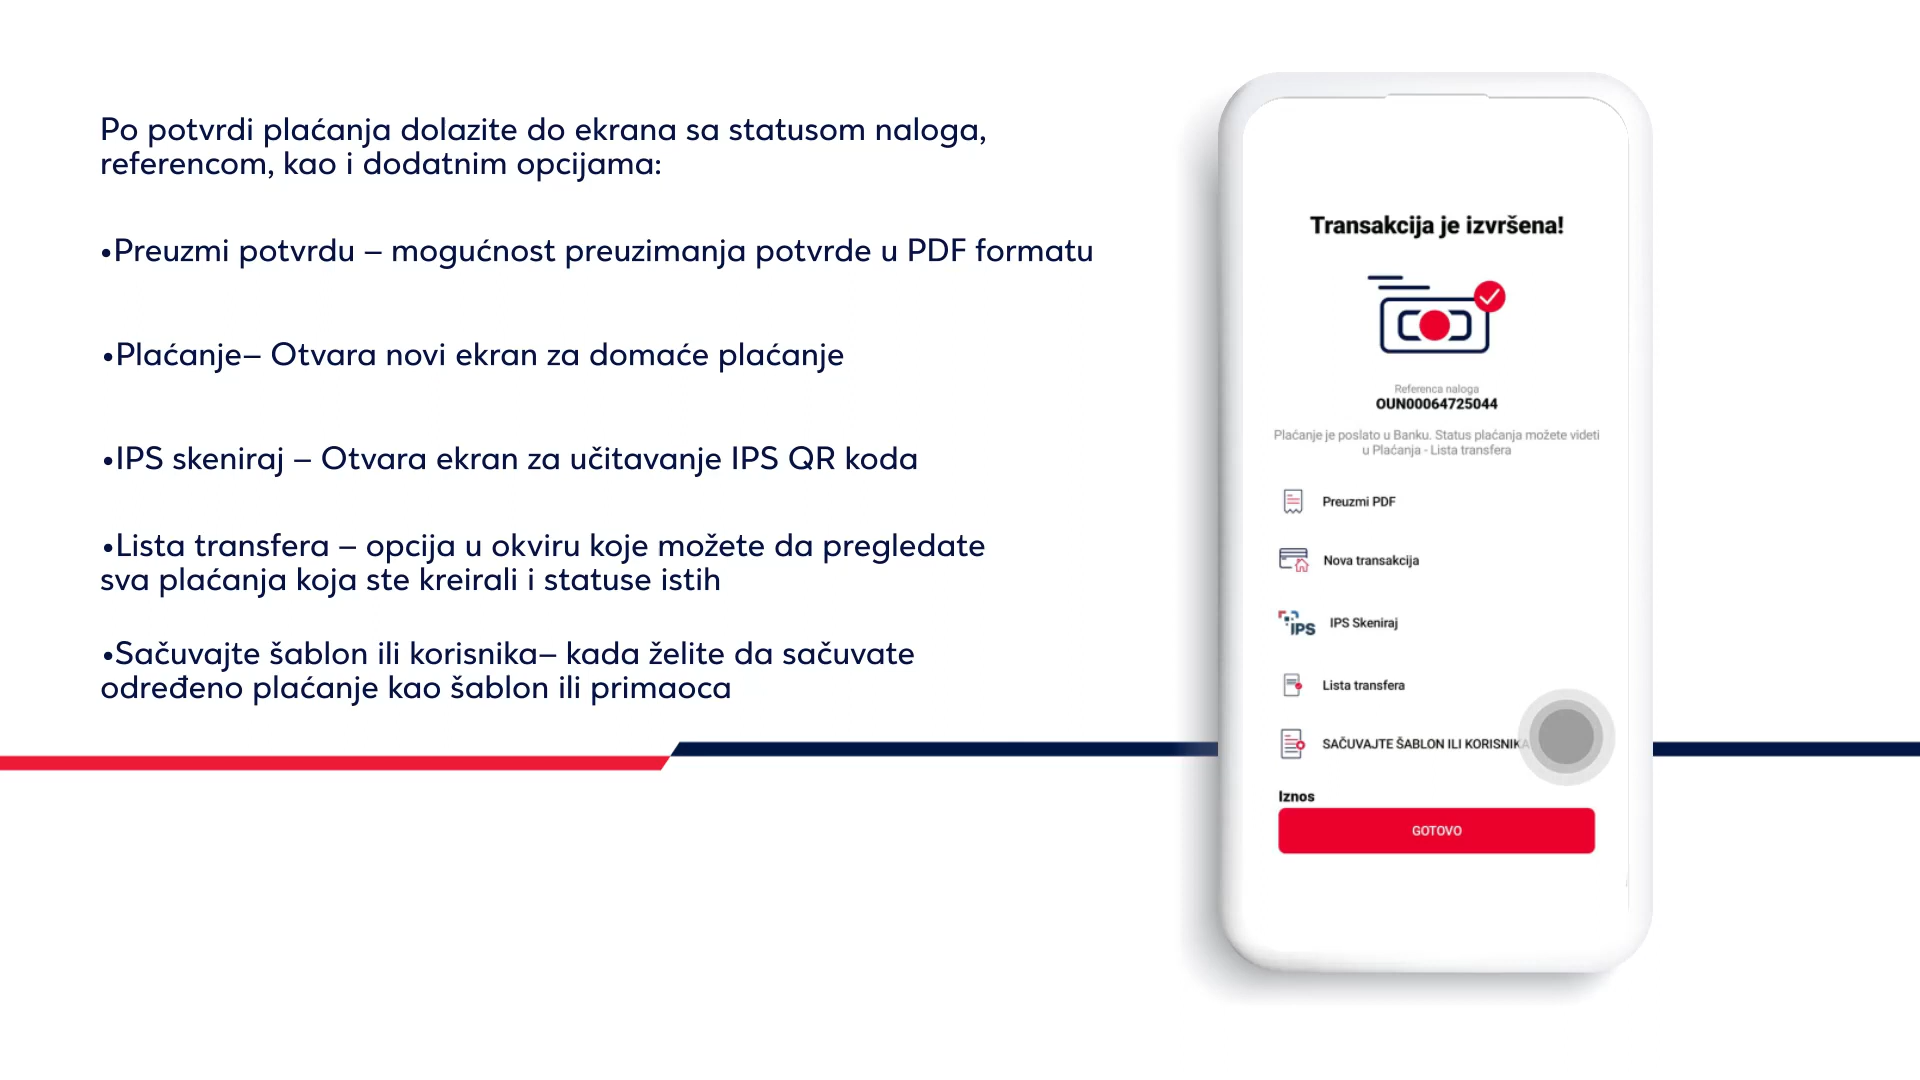 Po potvrdi plaćanja dolazite do ekrana sa statusom naloga,
referencom, kao i dodatnim opcijama:
•Preuzmi potvrdu – mogućnost preuzimanja potvrde u PDF formatu
•Plaćanje– Otvara novi ekran za domaće plaćanje
•IPS skeniraj – Otvara ekran za učitavanje IPS QR koda
•Lista transfera – opcija u okviru koje možete da pregledate
sva plaćanja koja ste kreirali i statuse istih
•Sačuvajte šablon ili korisnika– kada želite da sačuvate
određeno plaćanje kao šablon ili primaoca
Transakcija je izvršena!
Referenca naloga
OUN00064725044
Plaćanje je poslato u Banku. Status plaćanja možete videti
u Plaćanja - Lista transfera
Preuzmi PDF
Nova transakcija
IPS
IPS Skeniraj
Lista transfera
SAČUVAJTE ŠABLON ILI KORISNIKA
Iznos
GOTOVO